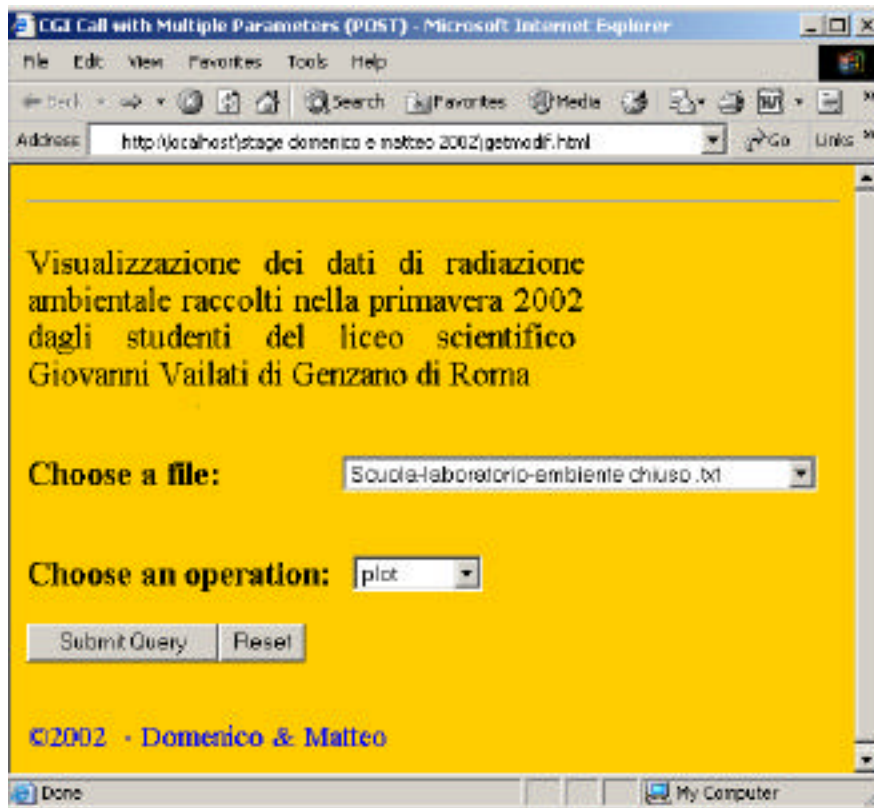 CGI Call with Multiple Parameters (POST) - Microsoft Internet Explorer
File Edit View Favorites Tools Help
Back Search Favorites Media
Address http:\\localhost\stage domenico e matteo 2002\getmodif.html Go Links
Visualizzazione dei dati di radiazione
ambientale raccolti nella primavera 2002
dagli studenti del liceo scientifico
Giovanni Vailati di Genzano di Roma
Choose a file: Scuola-laboratorio-ambiente chiuso .txt
Choose an operation: plot
Submit Query Reset
©2002 - Domenico & Matteo
Done My Computer